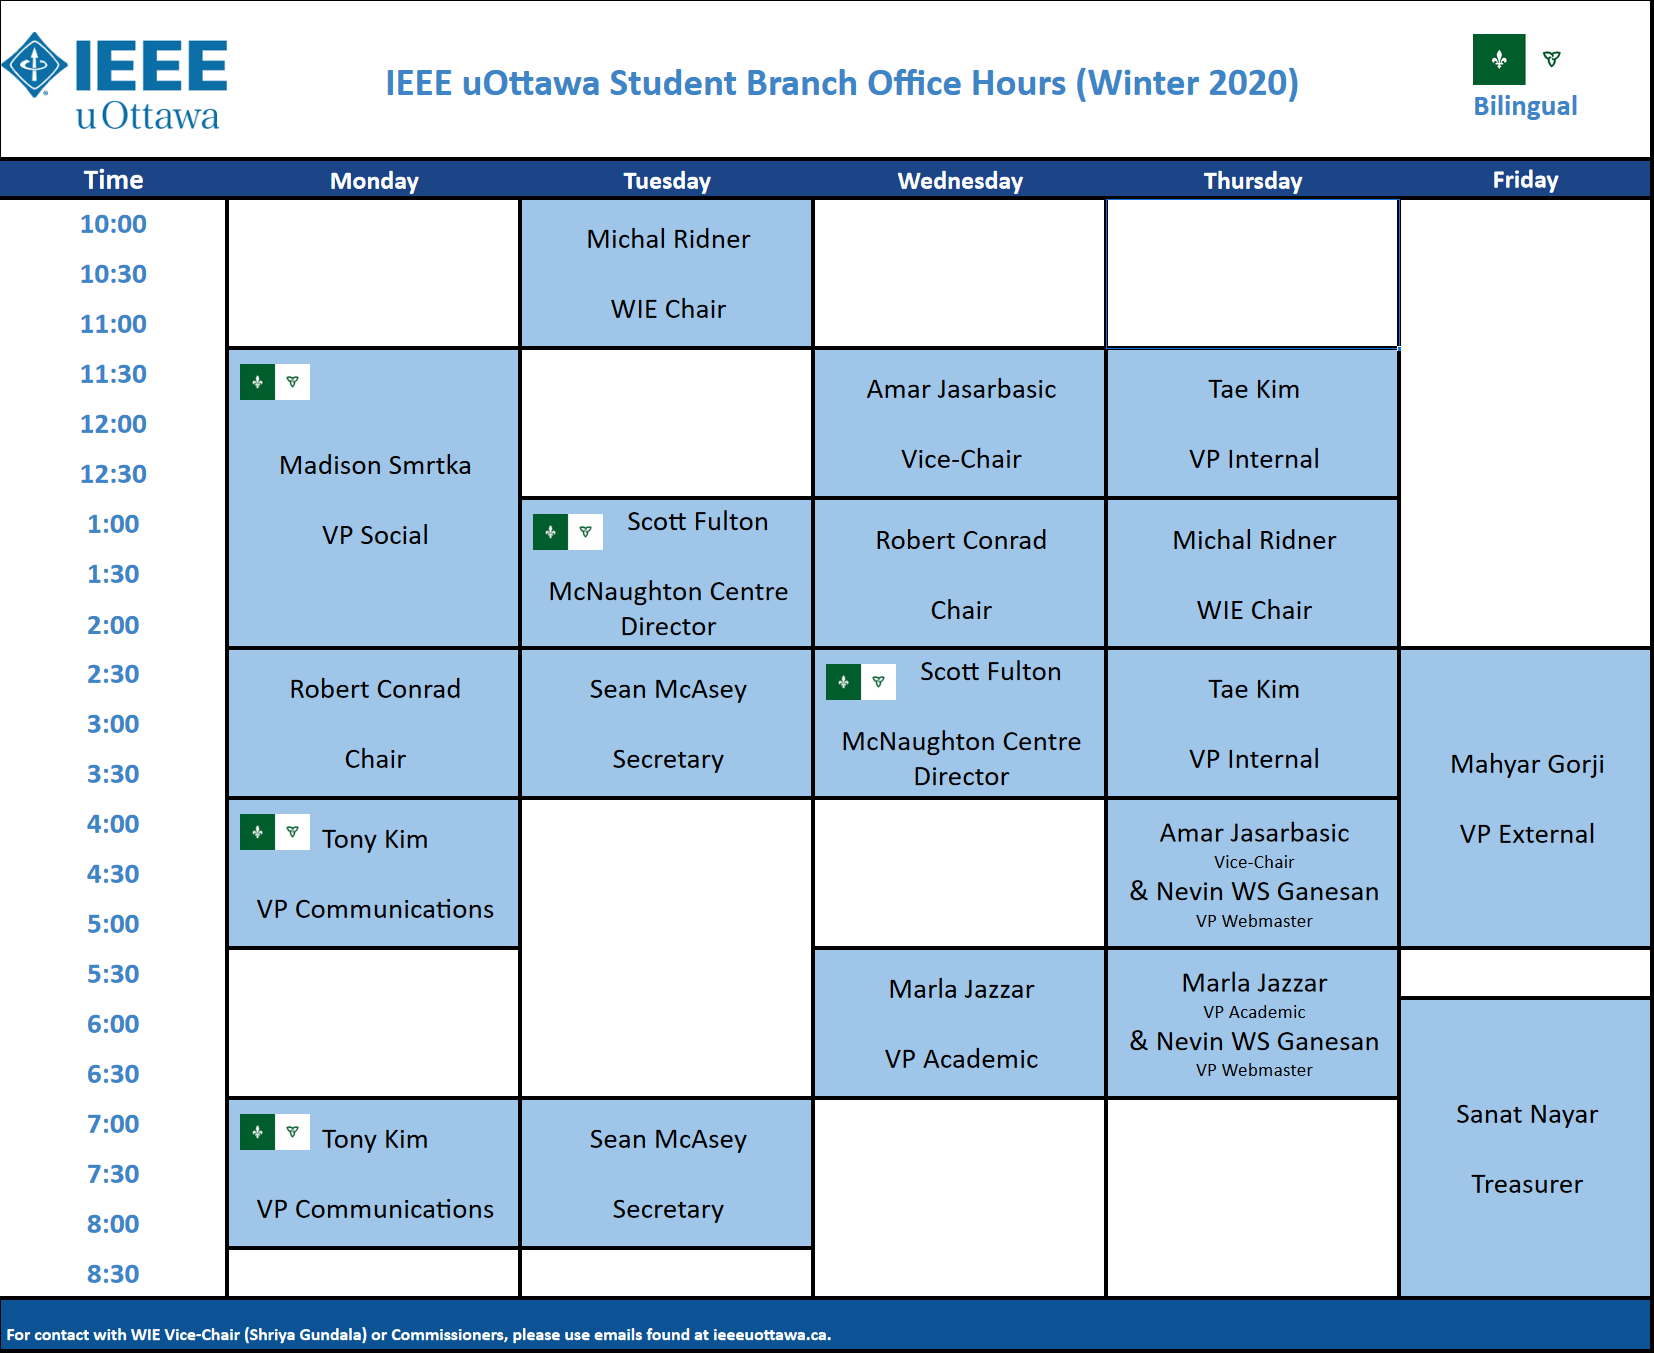 IEEE
uOttawa
IEEE uOttawa Student Branch Office Hours (Winter 2020)
Bilingual
Time Monday Tuesday Wednesday Thursday Friday
10:00
10:30
11:00
11:30
12:00
12:30
1:00
1:30
2:00
2:30
3:00
3:30
4:00
4:30
5:00
5:30
6:00
6:30
7:00
7:30
8:00
8:30
Madison Smrtka
VP Social
Robert Conrad
Chair
Tony Kim
VP Communications
Tony Kim
VP Communications
Michal Ridner
WIE Chair
Scott Fulton
McNaughton Centre
Director
Sean McAsey
Secretary
Sean McAsey
Secretary
Amar Jasarbasic
Vice-Chair
Robert Conrad
Chair
Scott Fulton
McNaughton Centre
Director
Marla Jazzar
VP Academic
Tae Kim
VP Internal
Michal Ridner
WIE Chair
Tae Kim
VP Internal
Amar Jasarbasic
Vice-Chair
& Nevin WS Ganesan
VP Webmaster
Marla Jazzar
VP Academic
& Nevin WS Ganesan
VP Webmaster
Mahyar Gorji
VP External
Sanat Nayar
Treasurer
For contact with WIE Vice-Chair (Shriya Gundala) or Commissioners, please use emails found at ieeeuottawa.ca.